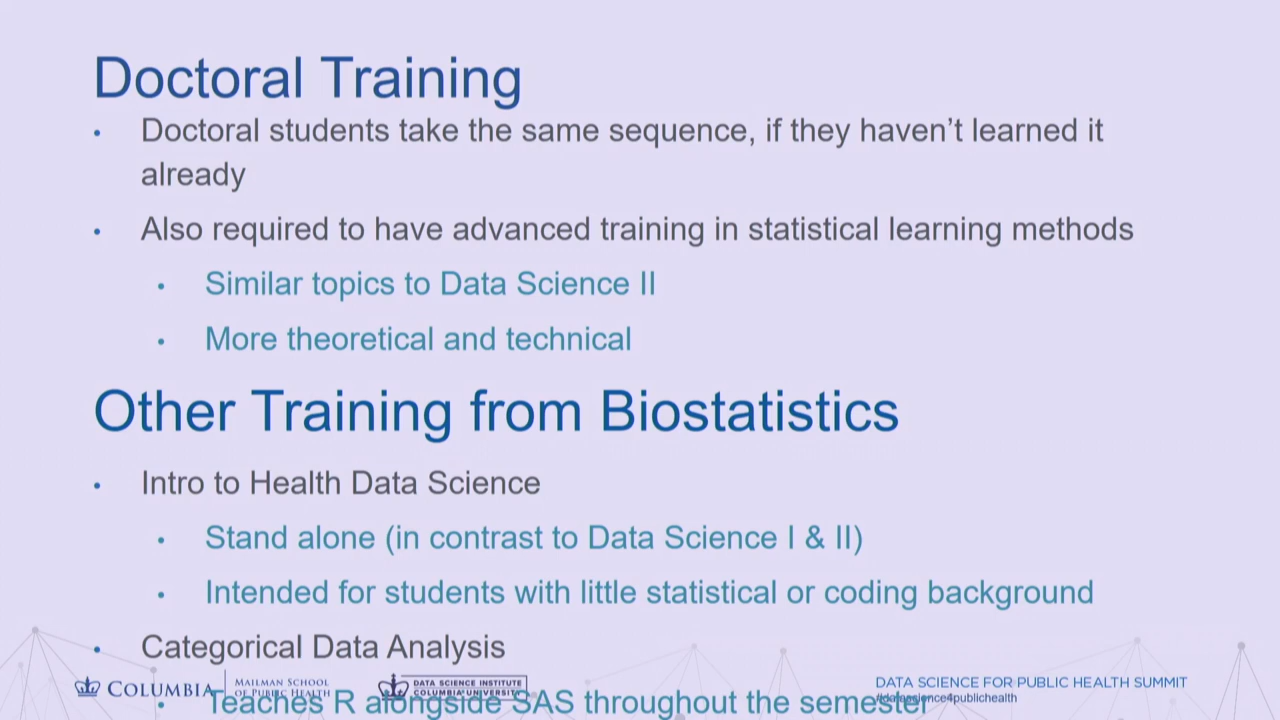 Doctoral Training
• Doctoral students take the same sequence, if they haven’t learned it
already
• Also required to have advanced training in statistical learning methods
• Similar topics to Data Science II
• More theoretical and technical
Other Training from Biostatistics
• Intro to Health Data Science
• Stand alone (in contrast to Data Science I & II)
• Intended for students with little statistical or coding background
• Categorical Data Analysis
• Teaches R alongside SAS throughout the semester
COLUMBIA
MAILMAN SCHOOL
OF PUBLIC HEALTH
DATA SCIENCE INSTITUTE
COLUMBIA UNIVERSITY
DATA SCIENCE FOR PUBLIC HEALTH SUMMIT
#datascience4publichealth